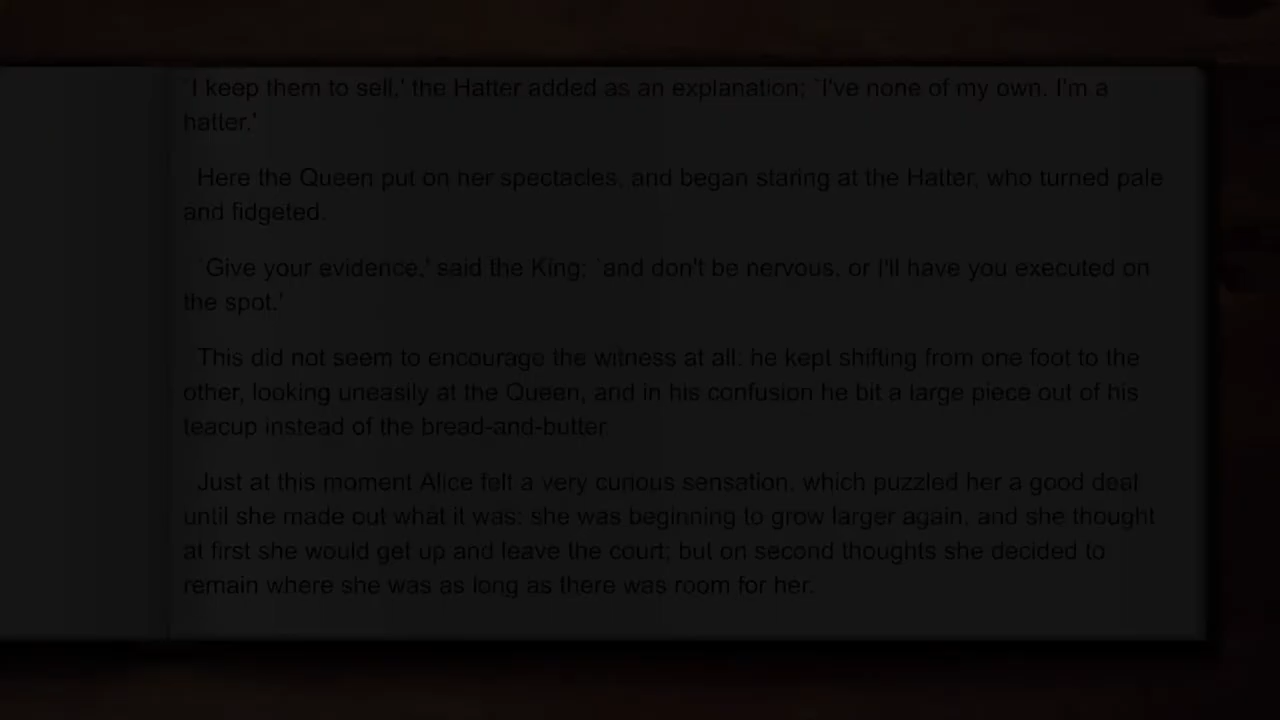 `I keep them to sell,' the Hatter added as an explanation; `I've none of my own. I'm a
hatter.'
Here the Queen put on her spectacles, and began staring at the Hatter, who turned pale
and fidgeted.
`Give your evidence,' said the King; `and don't be nervous, or I'll have you executed on
the spot.'
This did not seem to encourage the witness at all: he kept shifting from one foot to the
other, looking uneasily at the Queen, and in his confusion he bit a large piece out of his
teacup instead of the bread-and-butter.
Just at this moment Alice felt a very curious sensation, which puzzled her a good deal
until she made out what it was: she was beginning to grow larger again, and she thought
at first she would get up and leave the court; but on second thoughts she decided to
remain where she was as long as there was room for her.